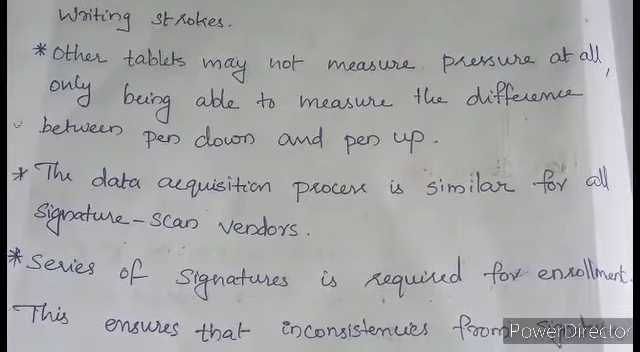 Writing strokes.
* Other tablets may not measure pressure at all,
only being able to measure the difference
between pen down and pen up.
* The data acquisition process is similar for all
Signature-scan vendors.
* Series of Signatures is required for enrollment.
This ensures that inconsistencies from
PowerDirector